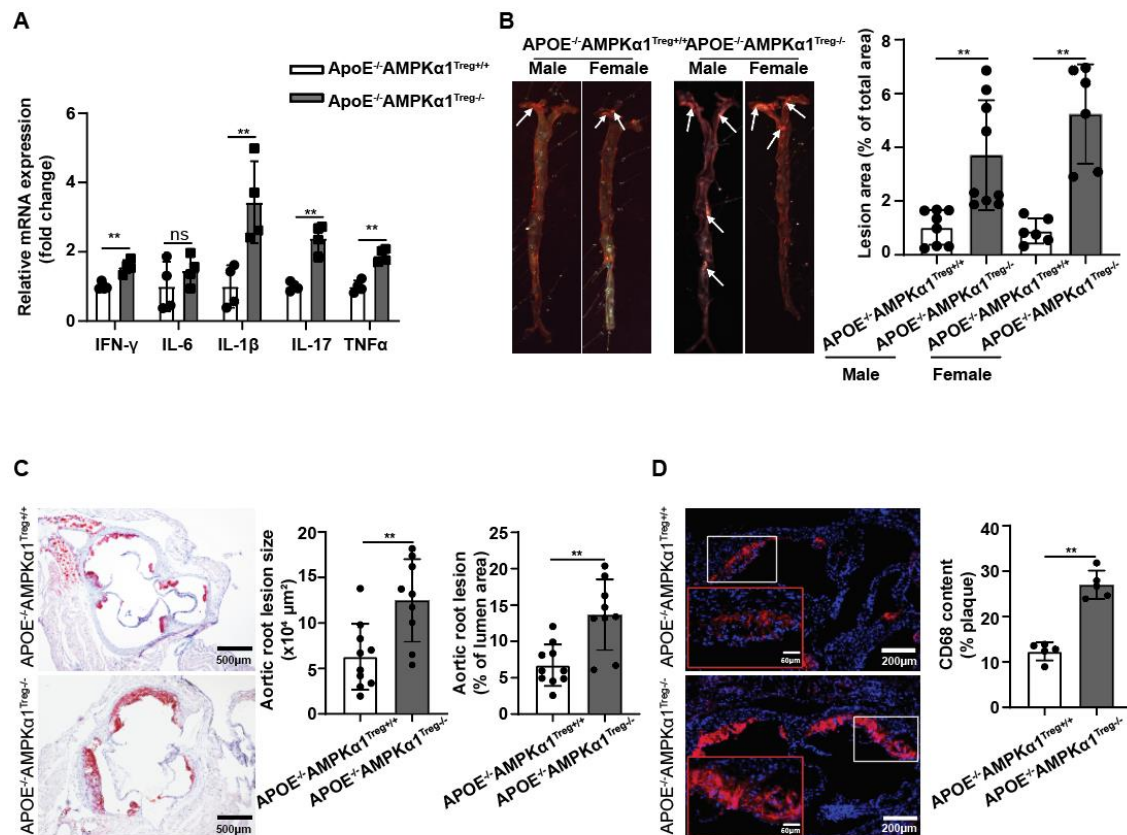 A
ApoE⁻/⁻AMPKα1ᵀʳᵉᵍ⁺/⁺
ApoE⁻/⁻AMPKα1ᵀʳᵉᵍ⁻/⁻
Relative mRNA expression
(fold change)
6
4
2
0
**
ns
**
**
**
IFN-γ IL-6 IL-1β IL-17 TNFα
B
APOE⁻/⁻AMPKα1ᵀʳᵉᵍ⁺/⁺ APOE⁻/⁻AMPKα1ᵀʳᵉᵍ⁻/⁻
Male Female Male Female
Lesion area (% of total area)
8
6
4
2
0
**
**
APOE⁻/⁻AMPKα1ᵀʳᵉᵍ⁺/⁺
APOE⁻/⁻AMPKα1ᵀʳᵉᵍ⁻/⁻
APOE⁻/⁻AMPKα1ᵀʳᵉᵍ⁺/⁺
APOE⁻/⁻AMPKα1ᵀʳᵉᵍ⁻/⁻
Male Female
C
APOE⁻/⁻AMPKα1ᵀʳᵉᵍ⁺/⁺
500μm
APOE⁻/⁻AMPKα1ᵀʳᵉᵍ⁻/⁻
500μm
Aortic root lesion size
(x10⁴ μm²)
20
15
10
5
0
**
APOE⁻/⁻AMPKα1ᵀʳᵉᵍ⁺/⁺
APOE⁻/⁻AMPKα1ᵀʳᵉᵍ⁻/⁻
Aortic root lesion
(% of lumen area)
25
20
15
10
5
0
**
APOE⁻/⁻AMPKα1ᵀʳᵉᵍ⁺/⁺
APOE⁻/⁻AMPKα1ᵀʳᵉᵍ⁻/⁻
D
APOE⁻/⁻AMPKα1ᵀʳᵉᵍ⁺/⁺
60μm
200μm
APOE⁻/⁻AMPKα1ᵀʳᵉᵍ⁻/⁻
60μm
200μm
CD68 content
(% plaque)
40
30
20
10
0
**
APOE⁻/⁻AMPKα1ᵀʳᵉᵍ⁺/⁺
APOE⁻/⁻AMPKα1ᵀʳᵉᵍ⁻/⁻